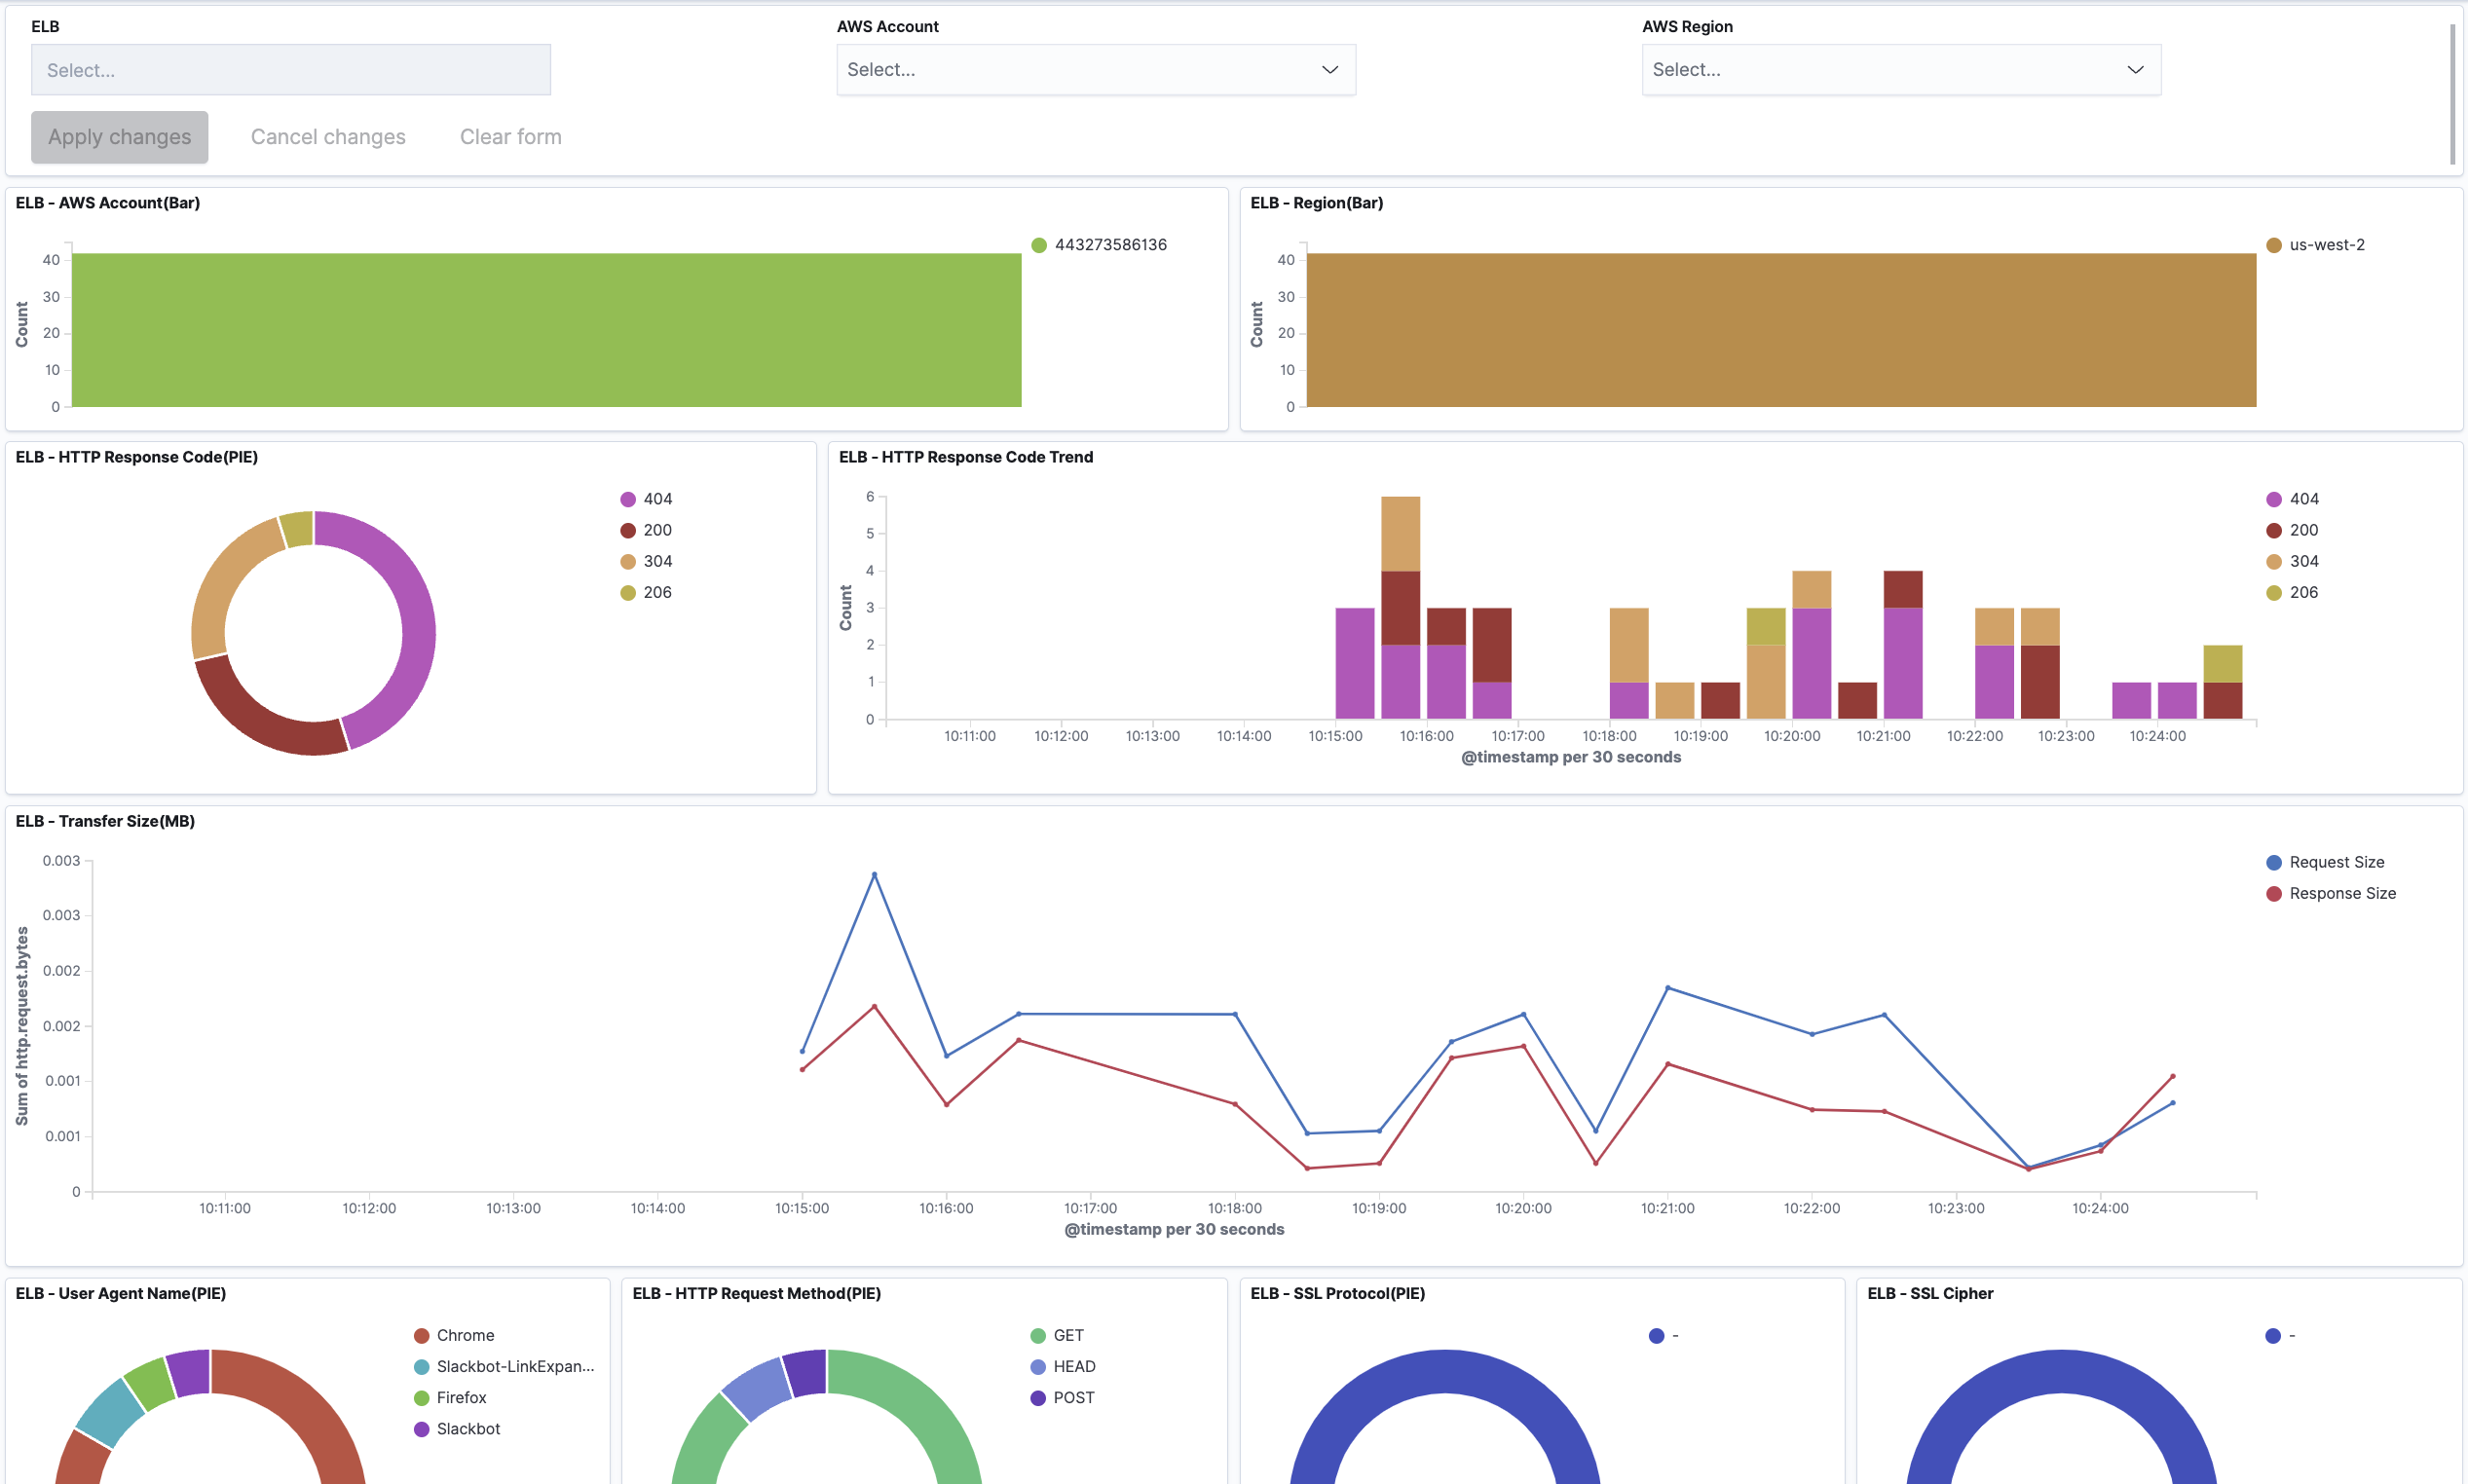 ELB
AWS Account
AWS Region
Select...
Select...
Select...
Apply changes
Cancel changes
Clear form
ELB - AWS Account(Bar)
Count
40
30
20
10
0
443273586136
ELB - Region(Bar)
Count
40
30
20
10
0
us-west-2
ELB - HTTP Response Code(PIE)
404
200
304
206
ELB - HTTP Response Code Trend
Count
6
5
4
3
2
1
0
10:11:00 10:12:00 10:13:00 10:14:00 10:15:00 10:16:00 10:17:00 10:18:00 10:19:00 10:20:00 10:21:00 10:22:00 10:23:00 10:24:00
@timestamp per 30 seconds
404
200
304
206
ELB - Transfer Size(MB)
Sum of http.request.bytes
0.003
0.003
0.002
0.002
0.001
0.001
0
10:11:00 10:12:00 10:13:00 10:14:00 10:15:00 10:16:00 10:17:00 10:18:00 10:19:00 10:20:00 10:21:00 10:22:00 10:23:00 10:24:00
@timestamp per 30 seconds
Request Size
Response Size
ELB - User Agent Name(PIE)
Chrome
Slackbot-LinkExpan...
Firefox
Slackbot
ELB - HTTP Request Method(PIE)
GET
HEAD
POST
ELB - SSL Protocol(PIE)
-
ELB - SSL Cipher
-